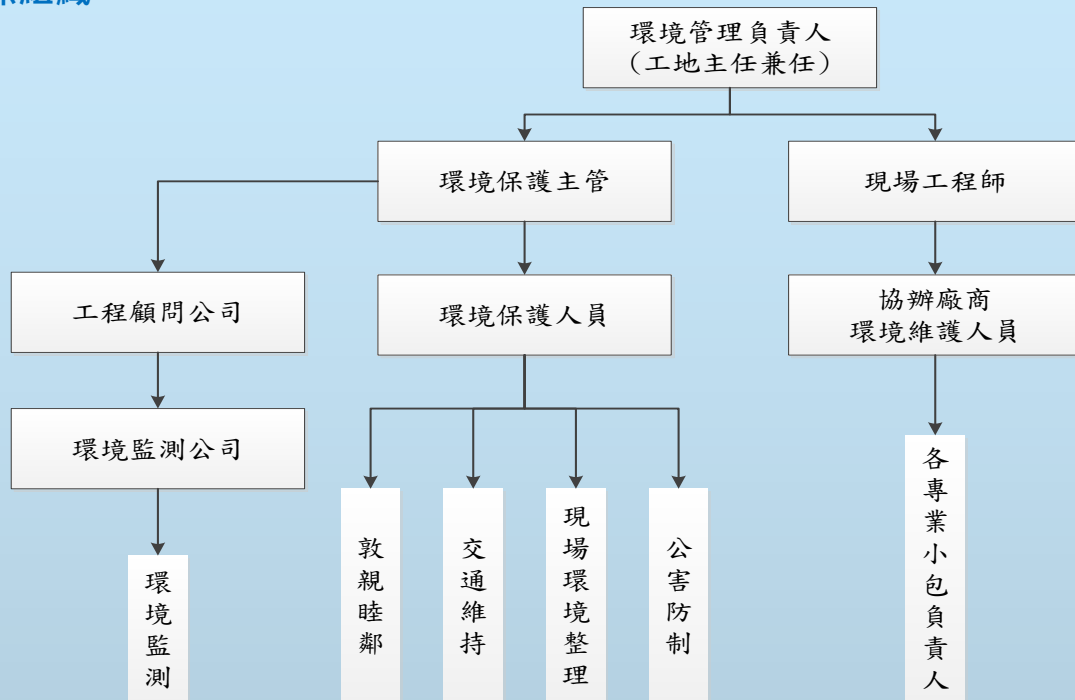 組織
環境管理負責人
(工地主任兼任)
環境保護主管
現場工程師
工程顧問公司
環境保護人員
協辦廠商
環境維護人員
環境監測公司
環境監測
敦親睦鄰
交通維持
現場環境整理
公害防制
各專業小包負責人